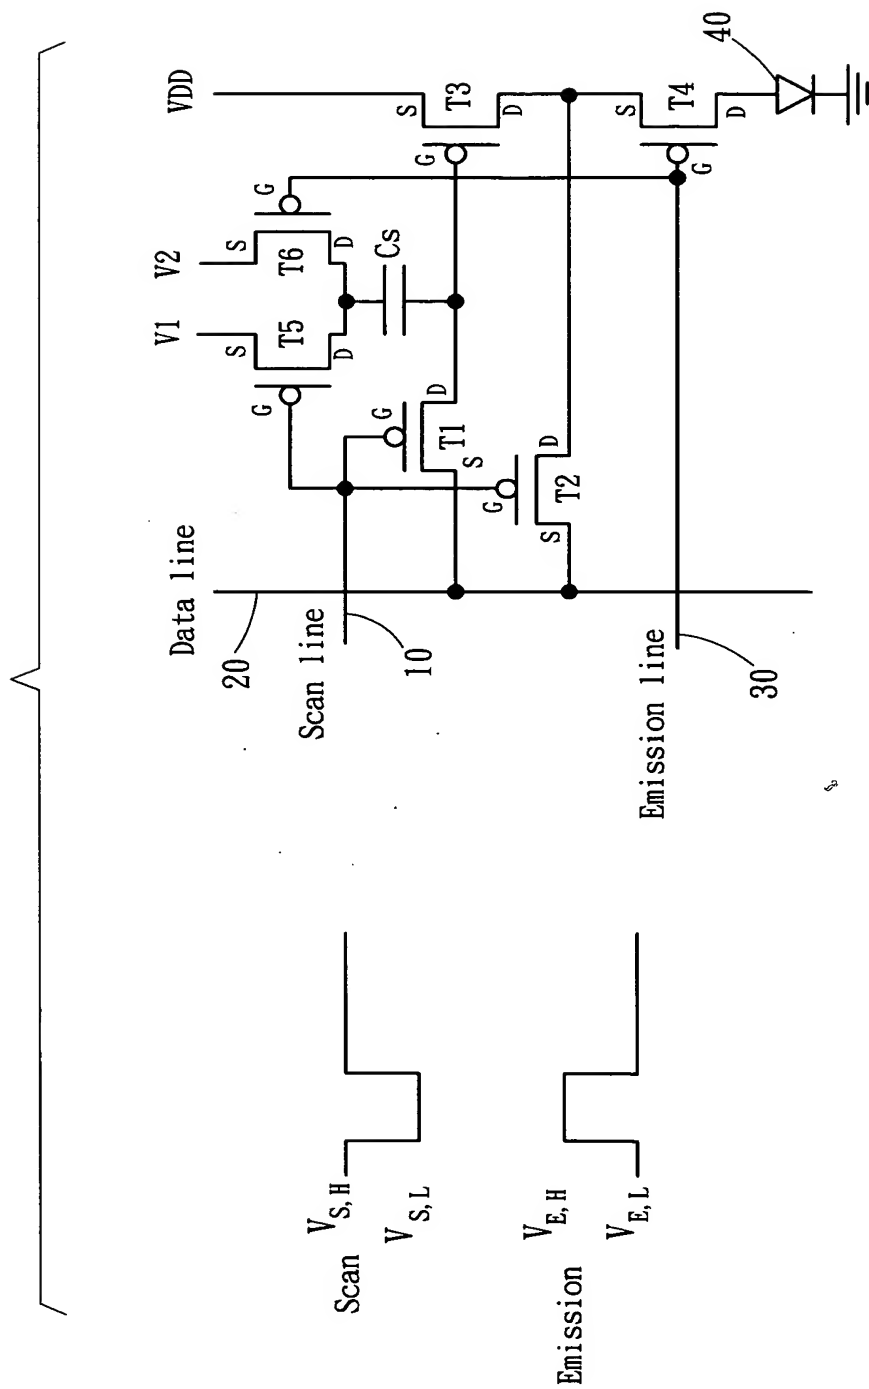 Scan
V S,H
V S,L
Emission
V E,H
V E,L
Data line
20
Scan line
10
Emission line
30
V1
V2
VDD
S
T5
D
G
S
T6
D
G
Cs
G
T1
S
D
G
T2
S
D
S
T3
D
G
S
T4
D
G
40